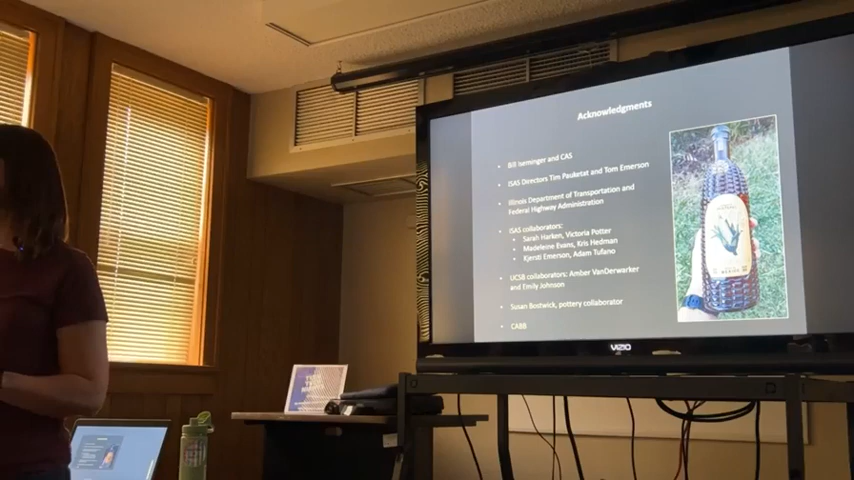 Acknowledgments
• Bill Iseminger and CAS
• ISAS Directors Tim Pauketat and Tom Emerson
• Illinois Department of Transportation and
Federal Highway Administration
• ISAS collaborators:
• Sarah Harken, Victoria Potter
• Madeleine Evans, Kris Hedman
• Kjersti Emerson, Adam Tufano
• UCSB collaborators: Amber VanDerwarker
and Emily Johnson
• Susan Bostwick, pottery collaborator
• CABB
VIZIO